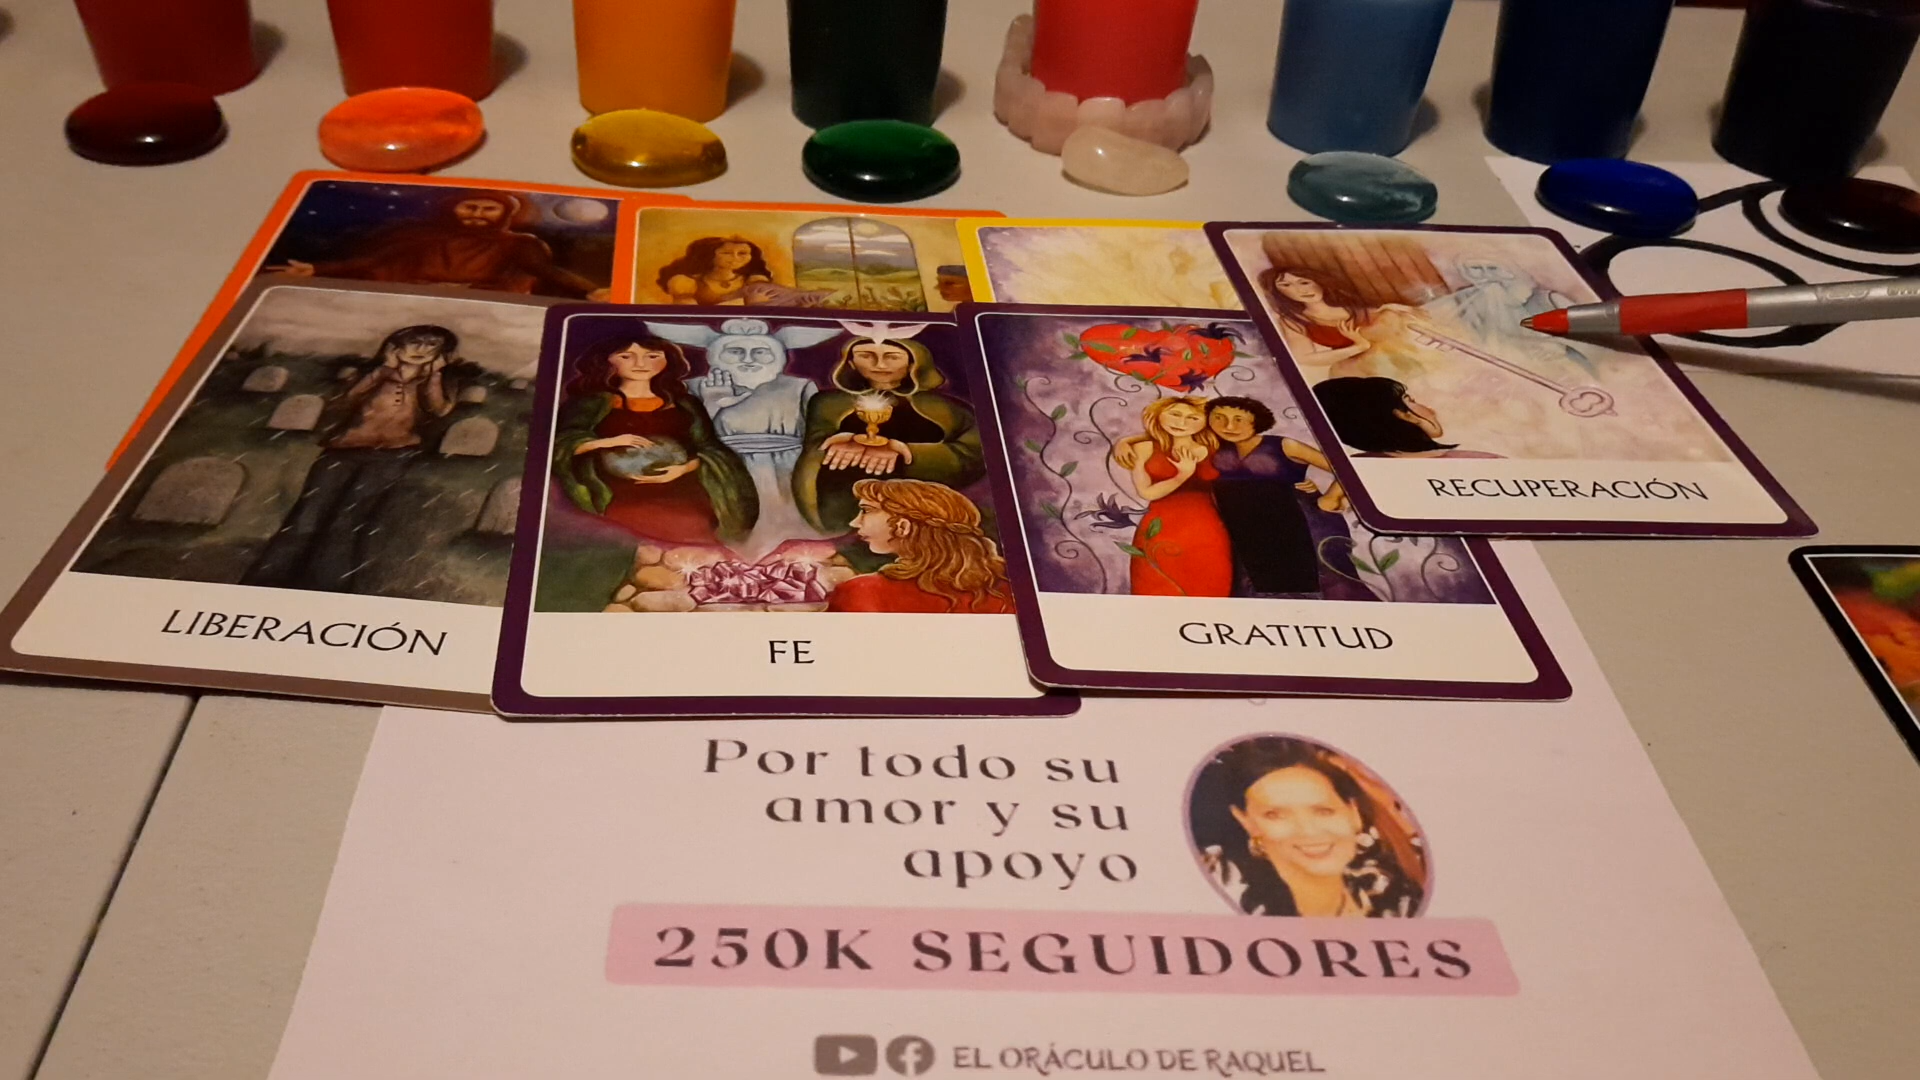 RECUPERACIÓN
LIBERACIÓN
FE
GRATITUD
Por todo su
amor y su
apoyo
250K SEGUIDORES
EL ORÁCULO DE RAQUEL